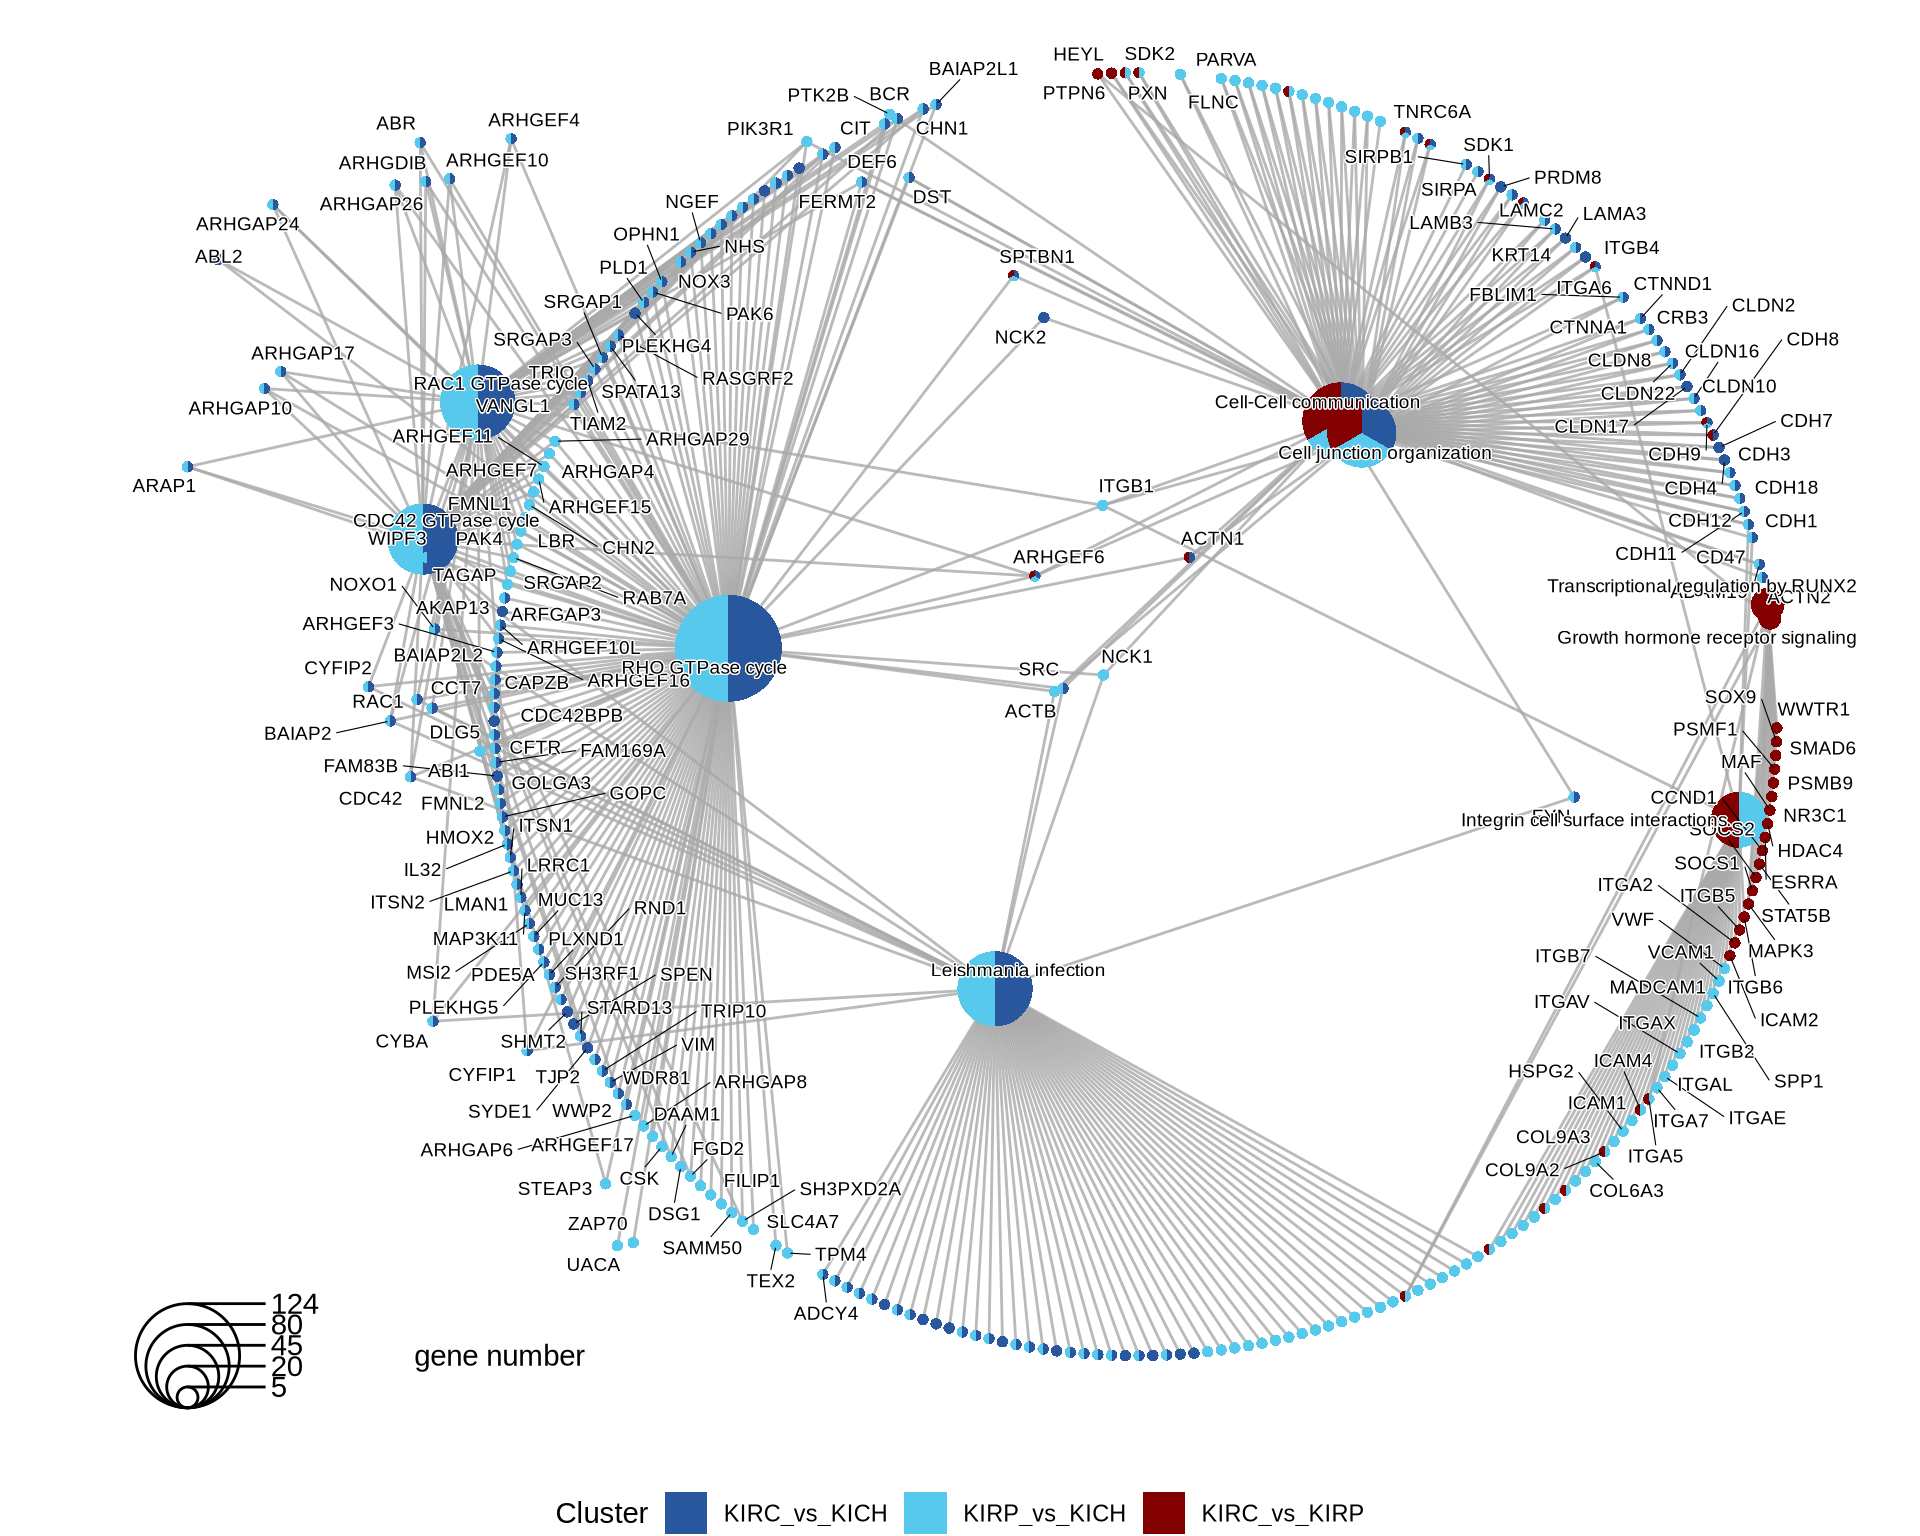 HEYL
SDK2
PARVA
BAIAP2L1
PTK2B
BCR
PTPN6
PXN
FLNC
TNRC6A
ABR
ARHGEF4
PIK3R1
CIT
CHN1
SDK1
SIRPB1
ARHGDIB
ARHGEF10
DEF6
PRDM8
SIRPA
ARHGAP26
NGEF
FERMT2
DST
LAMC2
LAMA3
ARHGAP24
LAMB3
OPHN1
NHS
ITGB4
ABL2
KRT14
SPTBN1
PLD1
NOX3
ITGA6
CTNND1
FBLIM1
SRGAP1
PAK6
CLDN2
CRB3
CTNNA1
NCK2
SRGAP3
PLEKHG4
CDH8
ARHGAP17
CLDN16
CLDN8
TRIO
RASGRF2
RAC1 GTPase cycle
SPATA13
CLDN10
CLDN22
Cell-Cell communication
ARHGAP10
VANGL1
TIAM2
CLDN17
CDH7
ARHGEF11
ARHGAP29
Cell junction organization
CDH9
CDH3
ARHGEF7
ARHGAP4
ARAP1
ITGB1
CDH4
CDH18
FMNL1
ARHGEF15
CDC42 GTPase cycle
CDH12
CDH1
WIPF3
PAK4
LBR
CHN2
ACTN1
ARHGEF6
CDH11
CD47
TAGAP
SRGAP2
NOXO1
Transcriptional regulation by RUNX2
RAB7A
ACTN2
AKAP13
ARFGAP3
ARHGEF3
Growth hormone receptor signaling
BAIAP2L2
ARHGEF10L
NCK1
CYFIP2
RHO GTPase cycle
SRC
CCT7
CAPZB
ARHGEF16
RAC1
SOX9
WWTR1
ACTB
CDC42BPB
BAIAP2
DLG5
PSMF1
CFTR
FAM169A
SMAD6
FAM83B
ABI1
MAF
GOLGA3
PSMB9
CDC42
FMNL2
GOPC
CCND1
NR3C1
Integrin cell surface interactions
HMOX2
ITSN1
SOCS2
HDAC4
IL32
LRRC1
SOCS1
ESRRA
ITGA2
ITGB5
ITSN2
LMAN1
MUC13
RND1
STAT5B
VWF
MAP3K11
PLXND1
VCAM1
MAPK3
ITGB7
MSI2
PDE5A
SH3RF1
SPEN
Leishmania infection
MADCAM1
ITGB6
PLEKHG5
STARD13
TRIP10
ITGAV
ITGAX
ICAM2
CYBA
SHMT2
VIM
ITGB2
ICAM4
CYFIP1
TJP2
WDR81
ARHGAP8
HSPG2
ITGAL
SPP1
SYDE1
WWP2
DAAM1
ICAM1
ITGA7
ITGAE
ARHGAP6
ARHGEF17
FGD2
COL9A3
ITGA5
COL9A2
STEAP3
CSK
FILIP1
SH3PXD2A
COL6A3
ZAP70
DSG1
SLC4A7
UACA
SAMM50
TPM4
TEX2
ADCY4
124
80
45
20
5
gene number
Cluster
KIRC_vs_KICH
KIRP_vs_KICH
KIRC_vs_KIRP